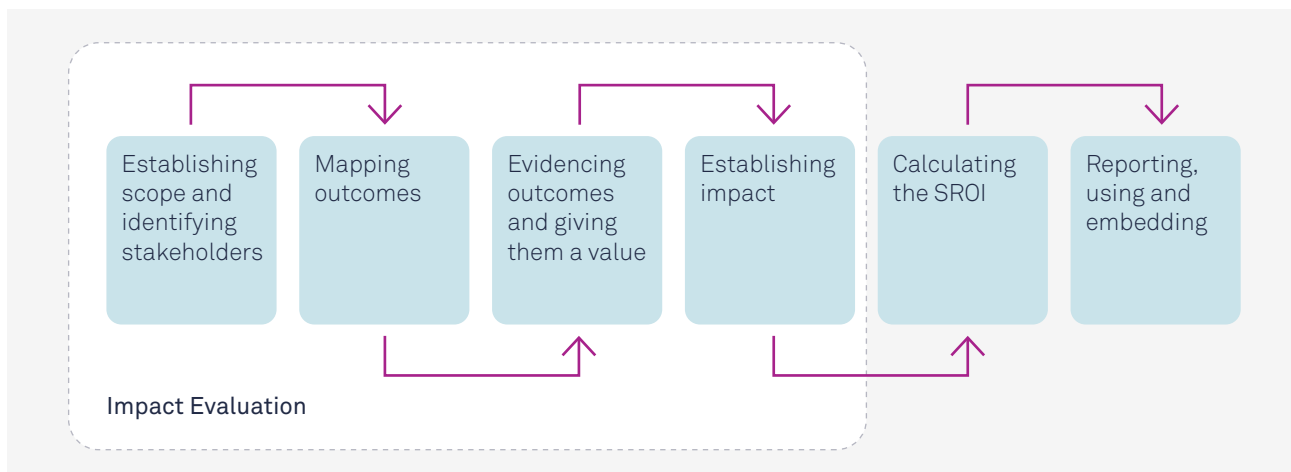 Establishing
scope and
identifying
stakeholders
Mapping
outcomes
Evidencing
outcomes
and giving
them a value
Establishing
impact
Calculating
the SROI
Reporting,
using and
embedding
Impact Evaluation